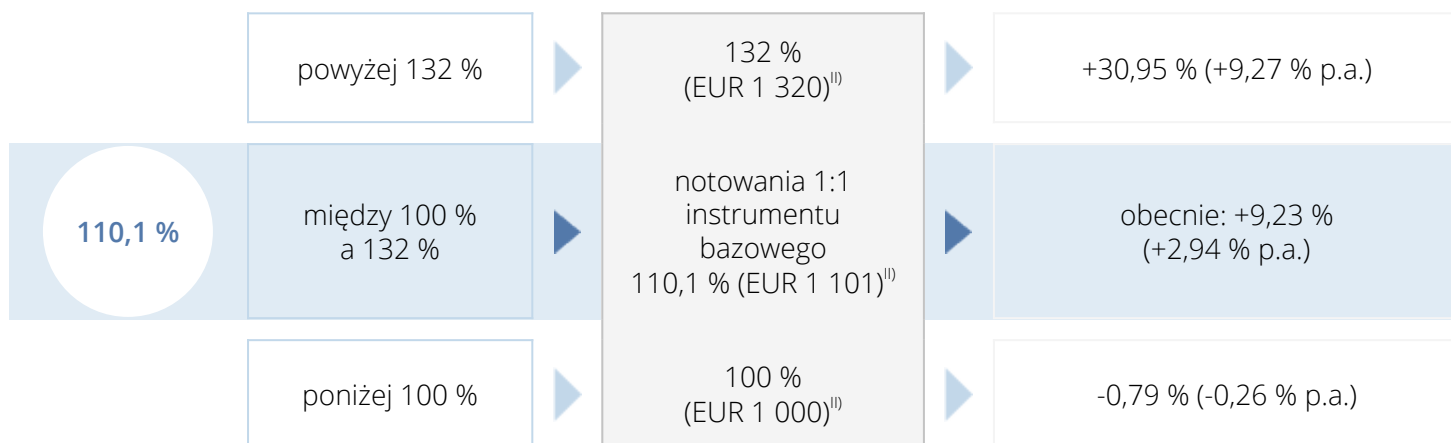 powyżej 132 %
132 %
(EUR 1 320)II)
+30,95 % (+9,27 % p.a.)
110,1 %
między 100 %
a 132 %
notowania 1:1
instrumentu
bazowego
110,1 % (EUR 1 101)II)
obecnie: +9,23 %
(+2,94 % p.a.)
poniżej 100 %
100 %
(EUR 1 000)II)
-0,79 % (-0,26 % p.a.)